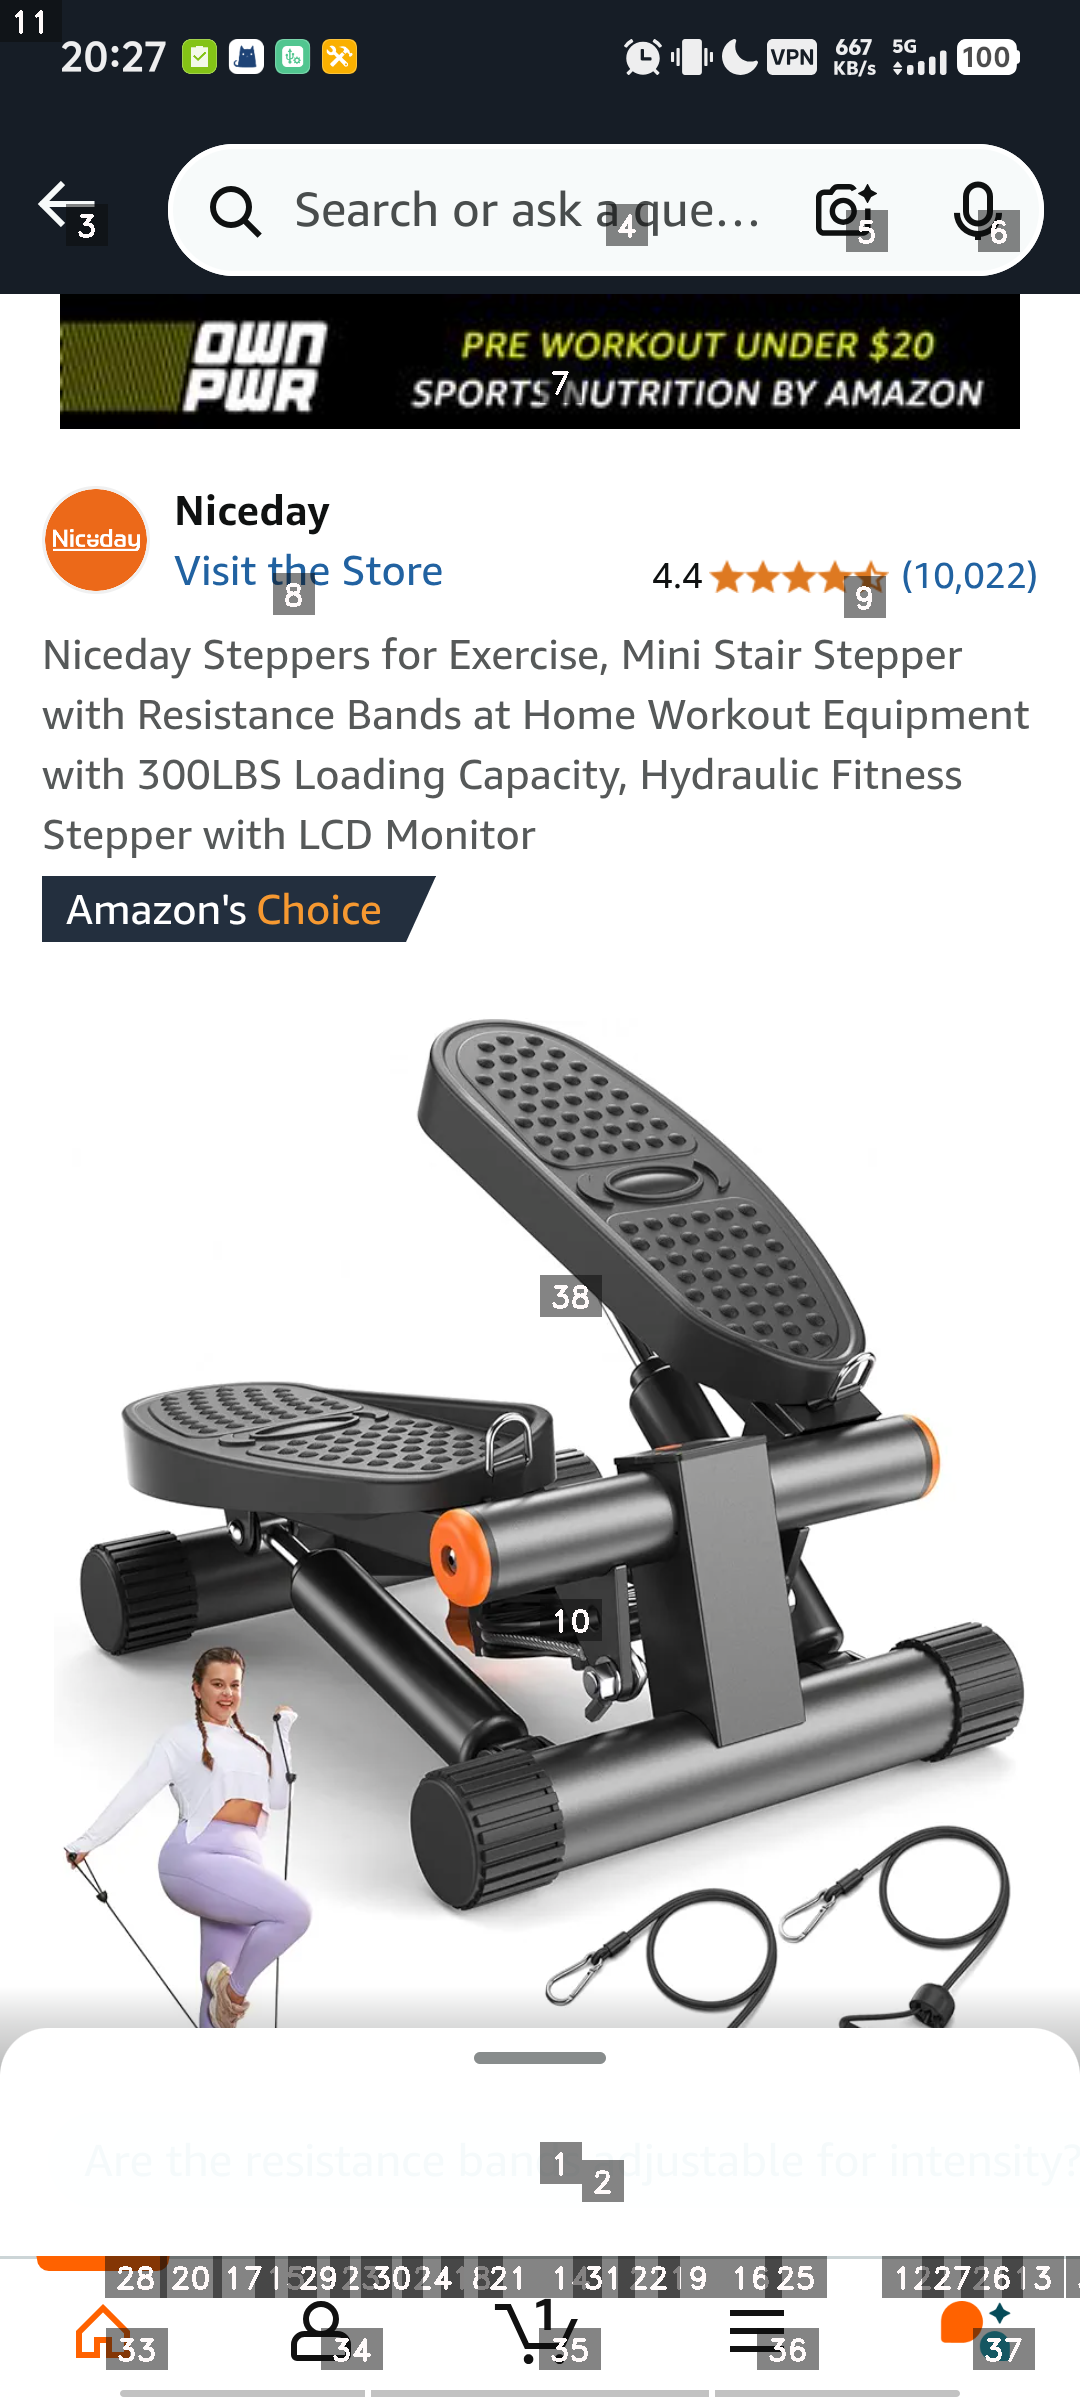 11
20:27
VPN
667
KB/s
5G
100
3
Search or ask a que...
4
5
6
OWN
PWR
PRE WORKOUT UNDER $20
SPORTS NUTRITION BY AMAZON
7
Niceday
Niceday
Visit the Store
8
4.4
9
(10,022)
Niceday Steppers for Exercise, Mini Stair Stepper
with Resistance Bands at Home Workout Equipment
with 300LBS Loading Capacity, Hydraulic Fitness
Stepper with LCD Monitor
Amazon's Choice
38
10
Are the resistance bands adjustable for intensity?
1
2
28 20 17 15 29 23 30 24 18 21 14 31 22 19 16 25 12 27 26 13
1
33
34
35
36
37